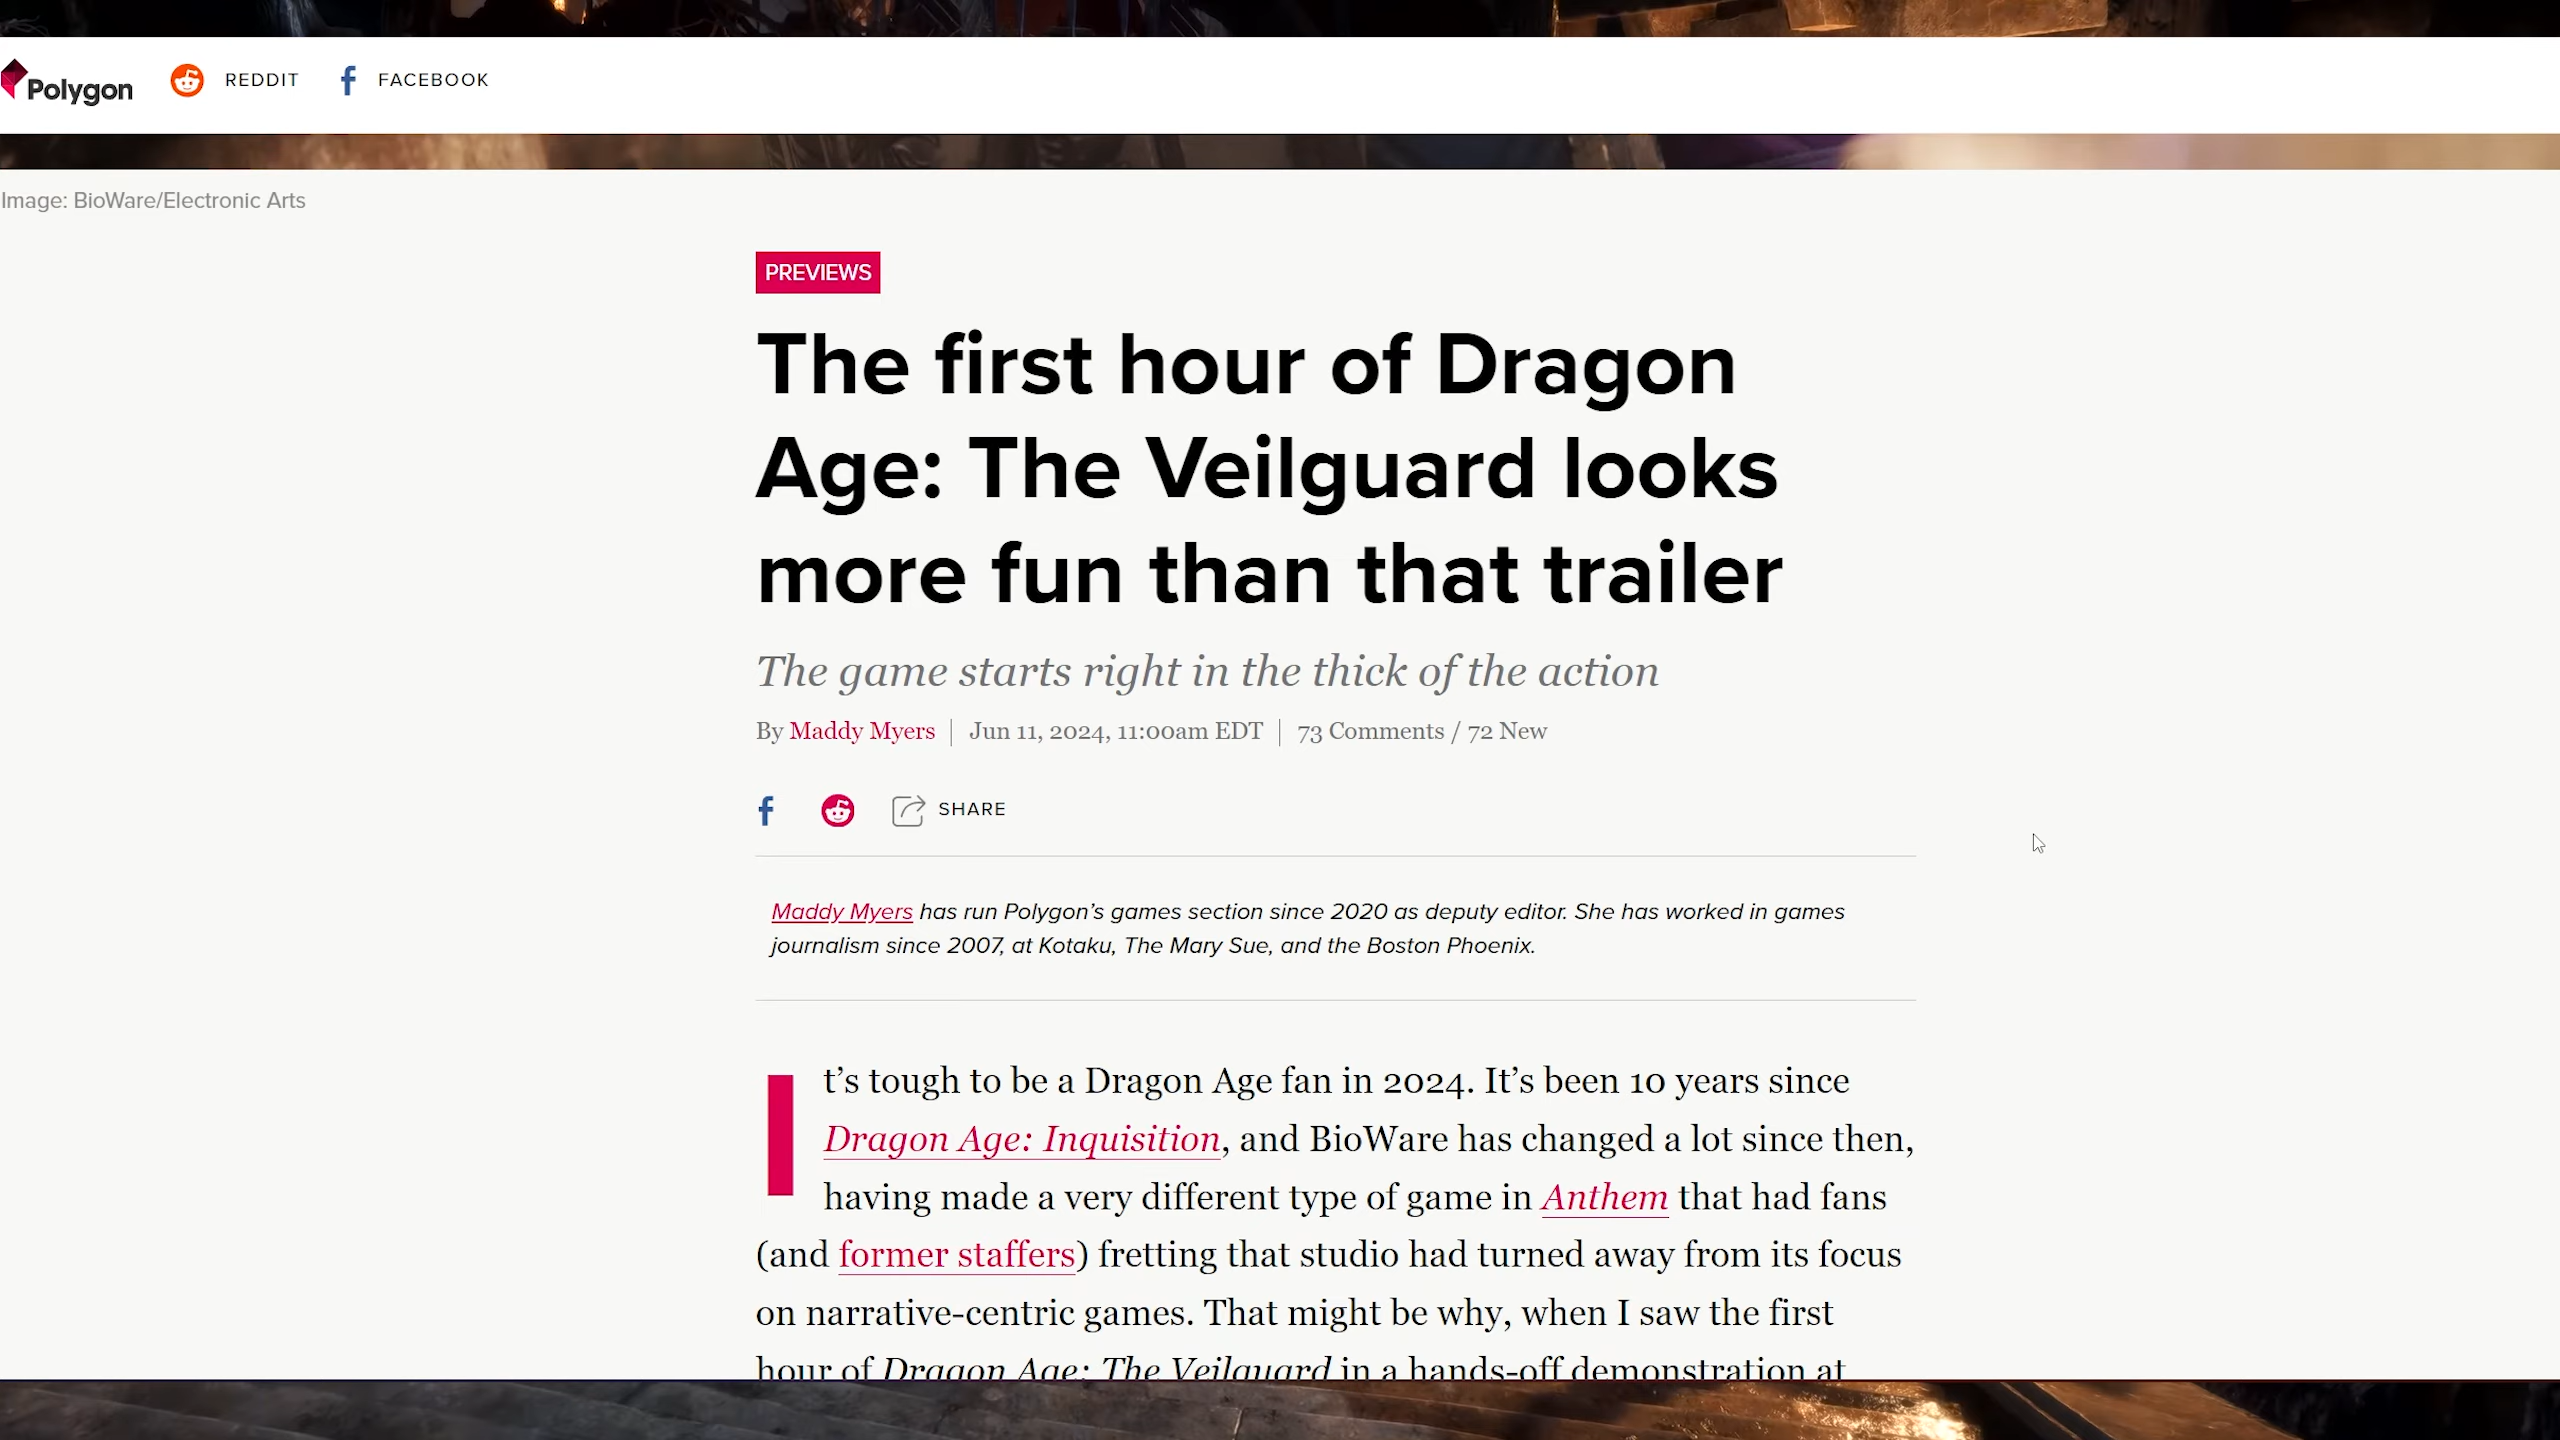 Polygon REDDIT FACEBOOK
Image: BioWare/Electronic Arts
PREVIEWS
The first hour of Dragon
Age: The Veilguard looks
more fun than that trailer
The game starts right in the thick of the action
By Maddy Myers | Jun 11, 2024, 11:00am EDT | 73 Comments / 72 New
SHARE
Maddy Myers has run Polygon’s games section since 2020 as deputy editor. She has worked in games
journalism since 2007, at Kotaku, The Mary Sue, and the Boston Phoenix.
It’s tough to be a Dragon Age fan in 2024. It’s been 10 years since
Dragon Age: Inquisition, and BioWare has changed a lot since then,
having made a very different type of game in Anthem that had fans
(and former staffers) fretting that studio had turned away from its focus
on narrative-centric games. That might be why, when I saw the first
hour of Dragon Age: The Veilguard in a hands-off demonstration at